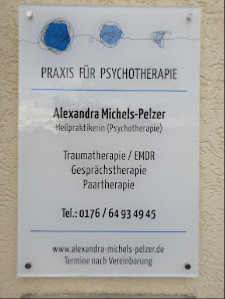 PRAXIS FÜR PSYCHOTHERAPIE
Alexandra Michels-Pelzer
Heilpraktikerin (Psychotherapie)
Traumatherapie / EMDR
Gesprächstherapie
Paartherapie
Tel.: 0176 / 64 93 49 45
www.alexandra-michels-pelzer.de
Termine nach Vereinbarung